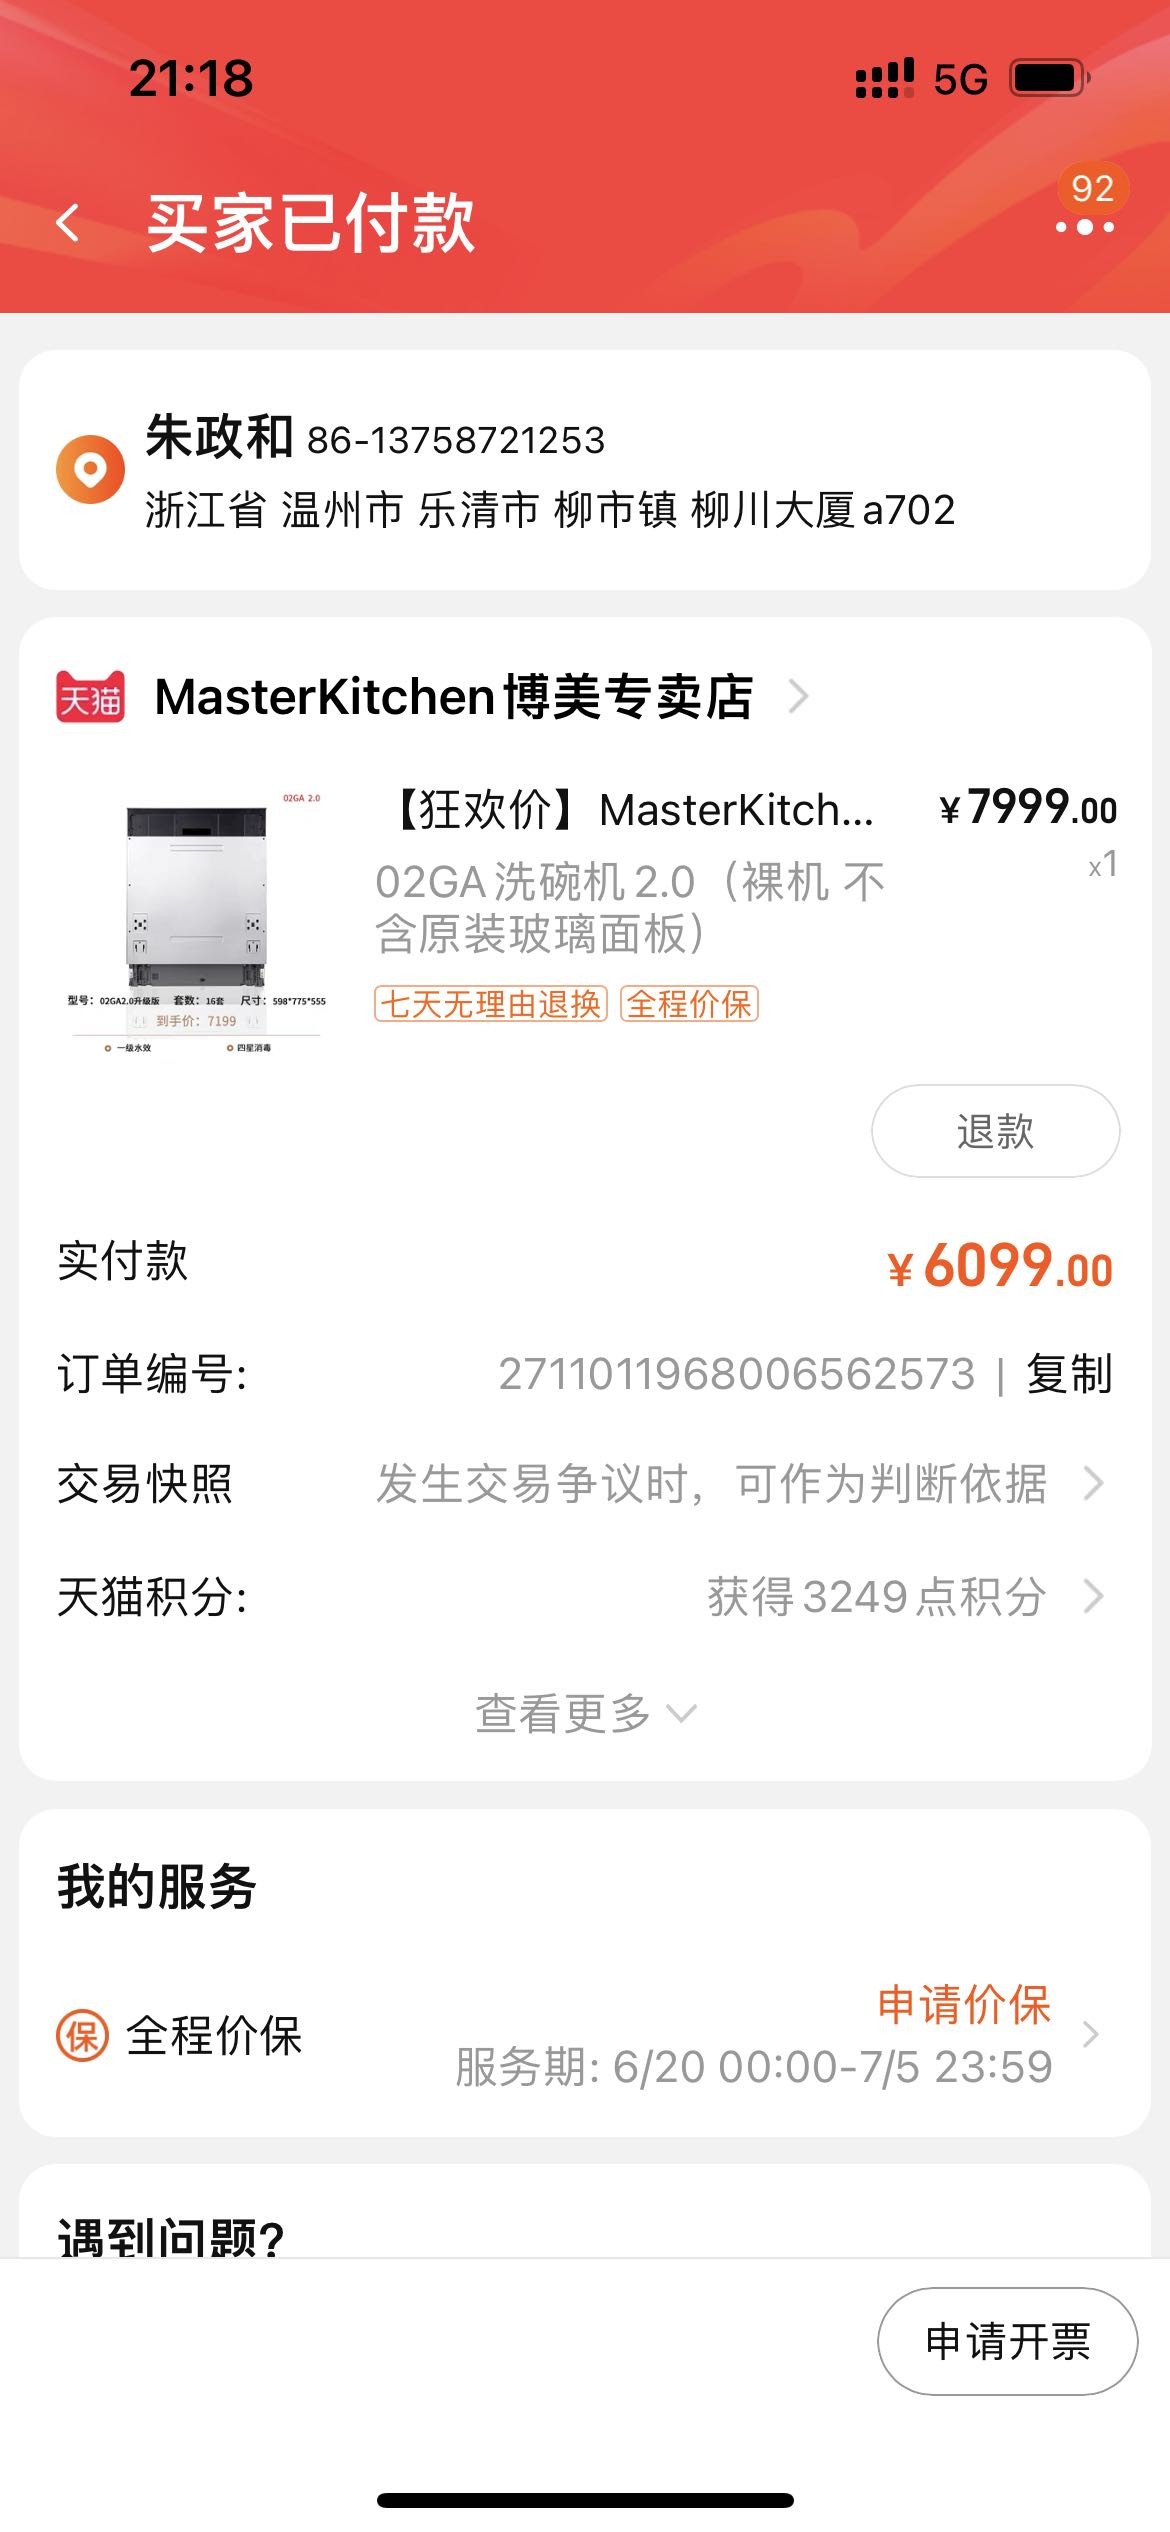 21:18
5G
买家已付款
92
朱政和 86-13758721253
浙江省 温州市 乐清市 柳市镇 柳川大厦a702
天猫 MasterKitchen博美专卖店
02GA 2.0
型号：02GA2.0升级版 套数：16套 尺寸：598*775*555
到手价：7199
一级水效 四星消毒
【狂欢价】MasterKitch... ¥7999.00
x1
02GA洗碗机2.0（裸机 不
含原装玻璃面板）
七天无理由退换 全程价保
退款
实付款 ¥6099.00
订单编号: 2711011968006562573 | 复制
交易快照 发生交易争议时，可作为判断依据
天猫积分: 获得3249点积分
查看更多
我的服务
保 全程价保
申请价保
服务期: 6/20 00:00-7/5 23:59
遇到问题?
申请开票